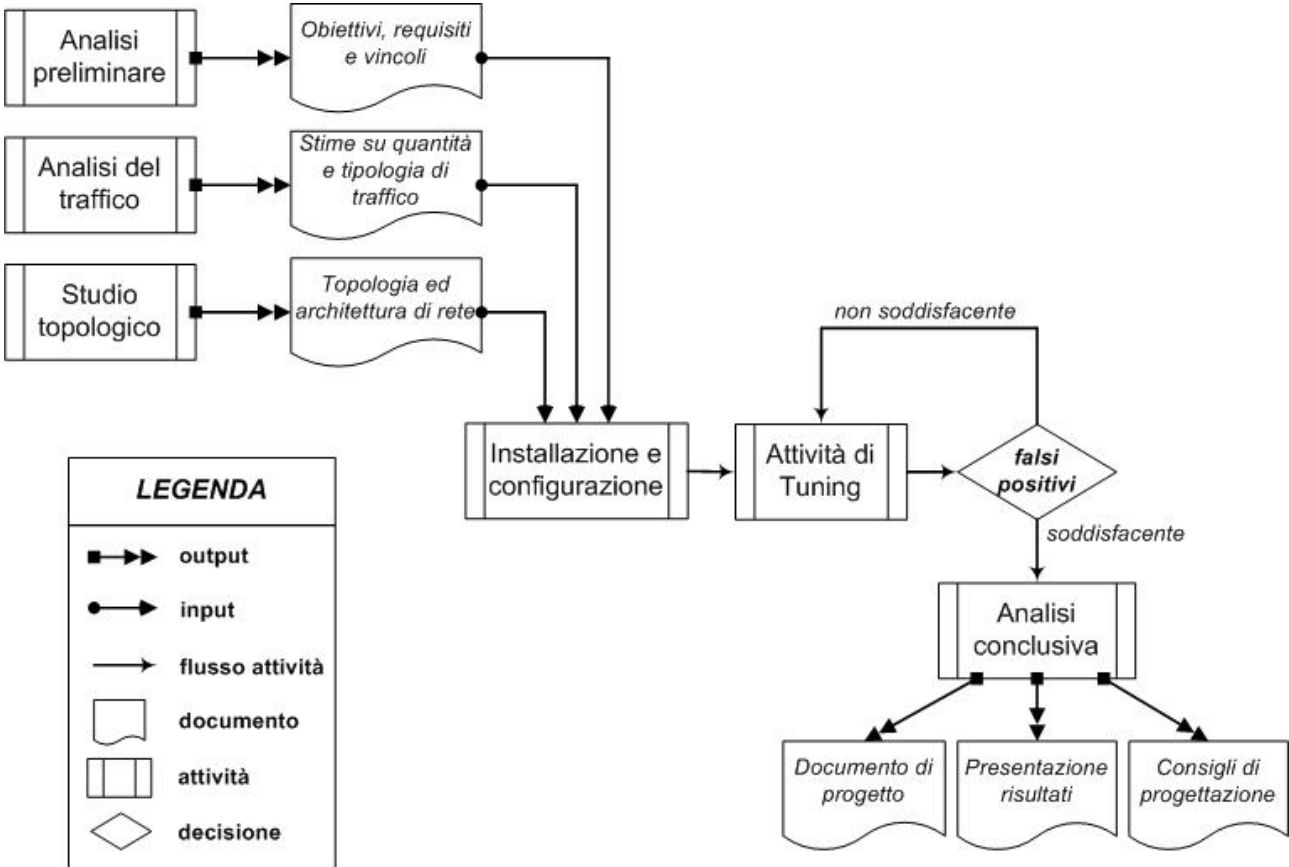 Analisi
preliminare
Obiettivi, requisiti
e vincoli
Analisi del
traffico
Stime su quantità
e tipologia di
traffico
Studio
topologico
Topologia ed
architettura di rete
non soddisfacente
Installazione e
configurazione
Attività di
Tuning
falsi
positivi
soddisfacente
Analisi
conclusiva
Documento di
progetto
Presentazione
risultati
Consigli di
progettazione
LEGENDA
output
input
flusso attività
documento
attività
decisione